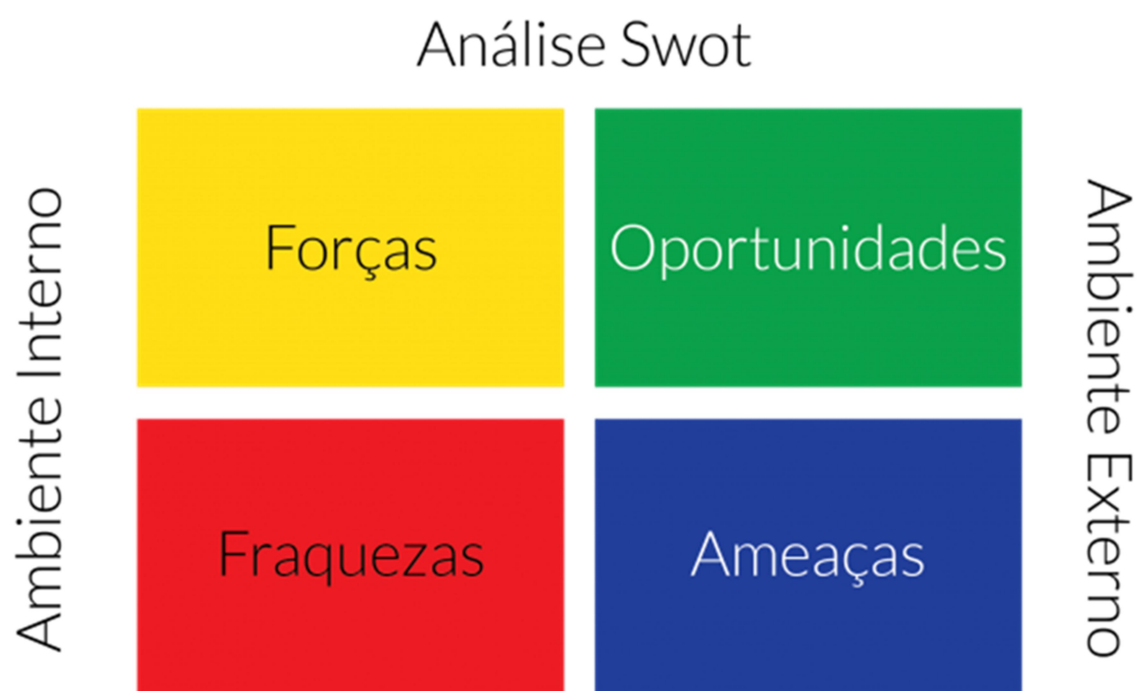 Análise Swot
Ambiente Interno
Forças
Oportunidades
Fraquezas
Ameaças
Ambiente Externo